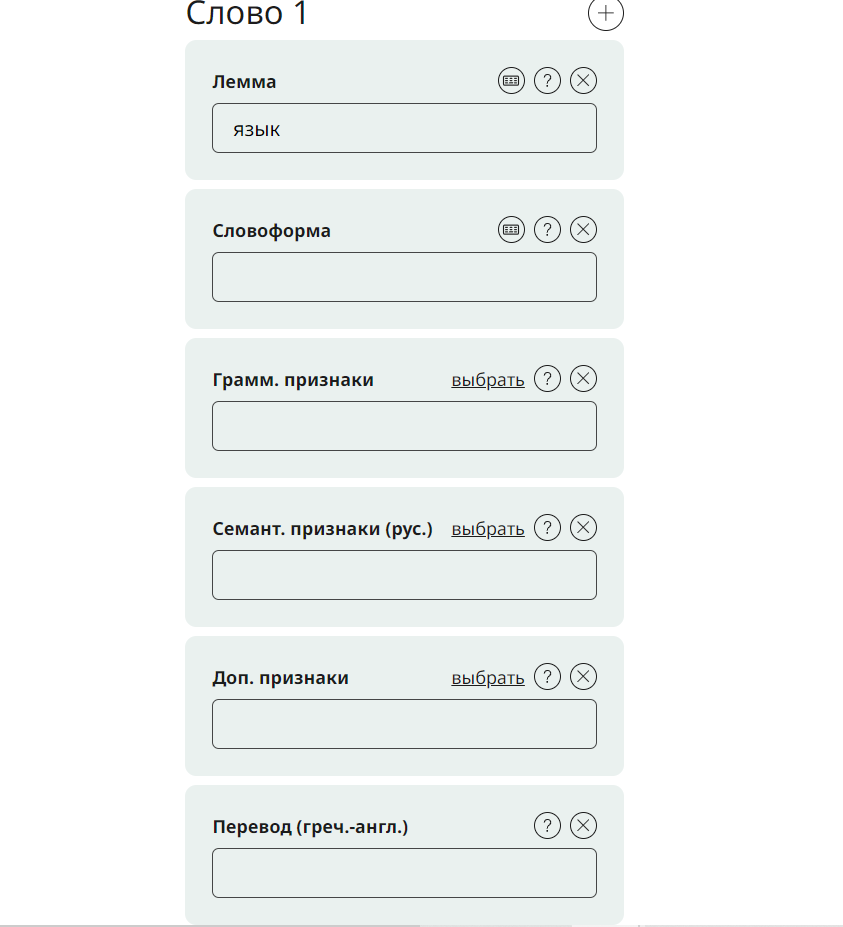 Слово 1
Лемма ?
язык
Словоформа ?
Грамм. признаки выбрать ?
Семант. признаки (рус.) выбрать ?
Доп. признаки выбрать ?
Перевод (греч.-англ.) ?